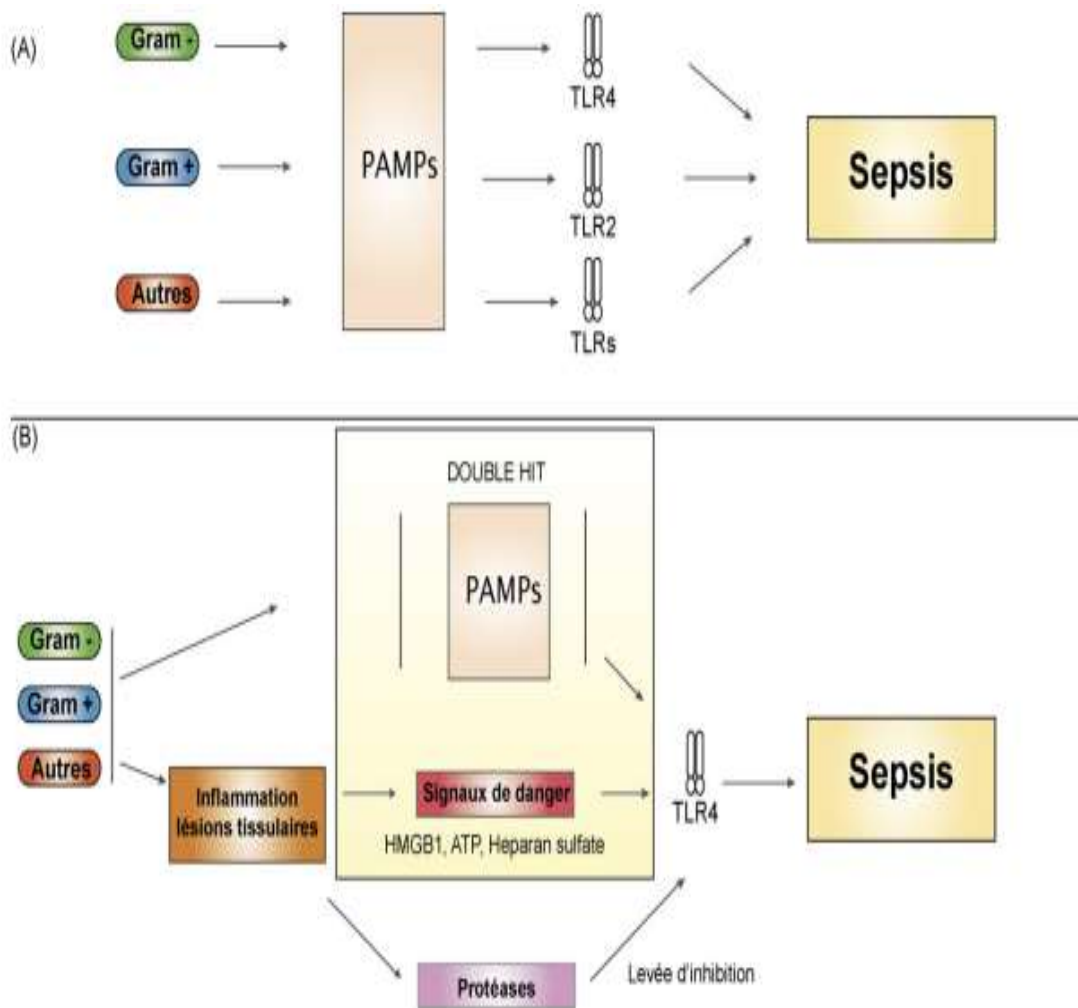 (A)
Gram -
Gram +
Autres
PAMPs
TLR4
TLR2
TLRs
Sepsis
(B)
DOUBLE HIT
PAMPs
Gram -
Gram +
Autres
Inflammation
lésions tissulaires
Signaux de danger
HMGB1, ATP, Heparan sulfate
TLR4
Sepsis
Protéases
Levée d'inhibition